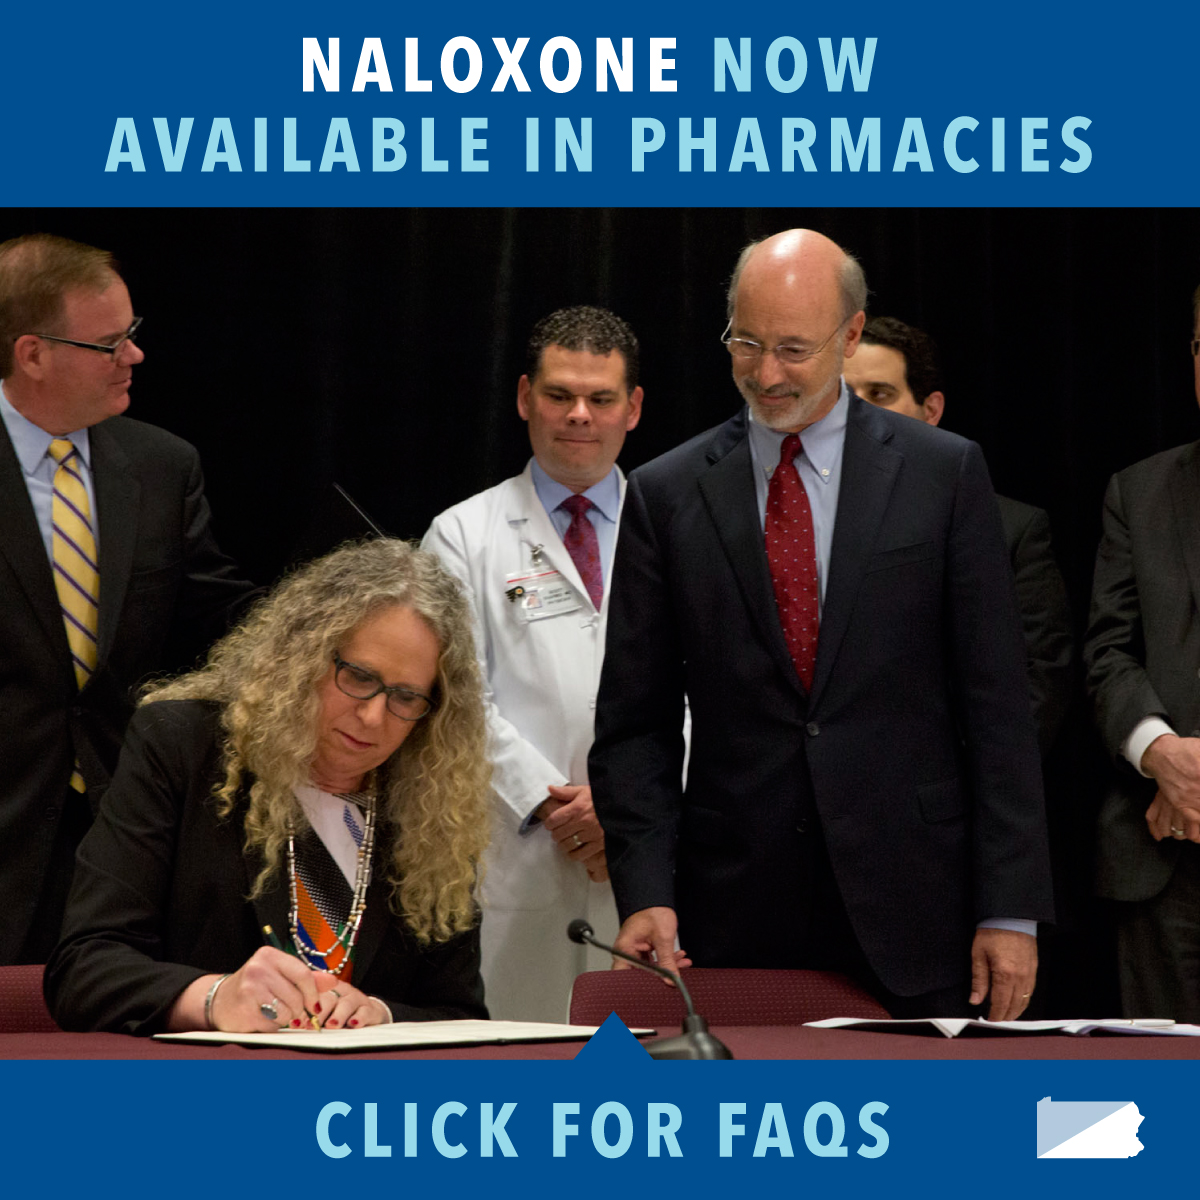 NALOXONE NOW
AVAILABLE IN PHARMACIES
CLICK FOR FAQS